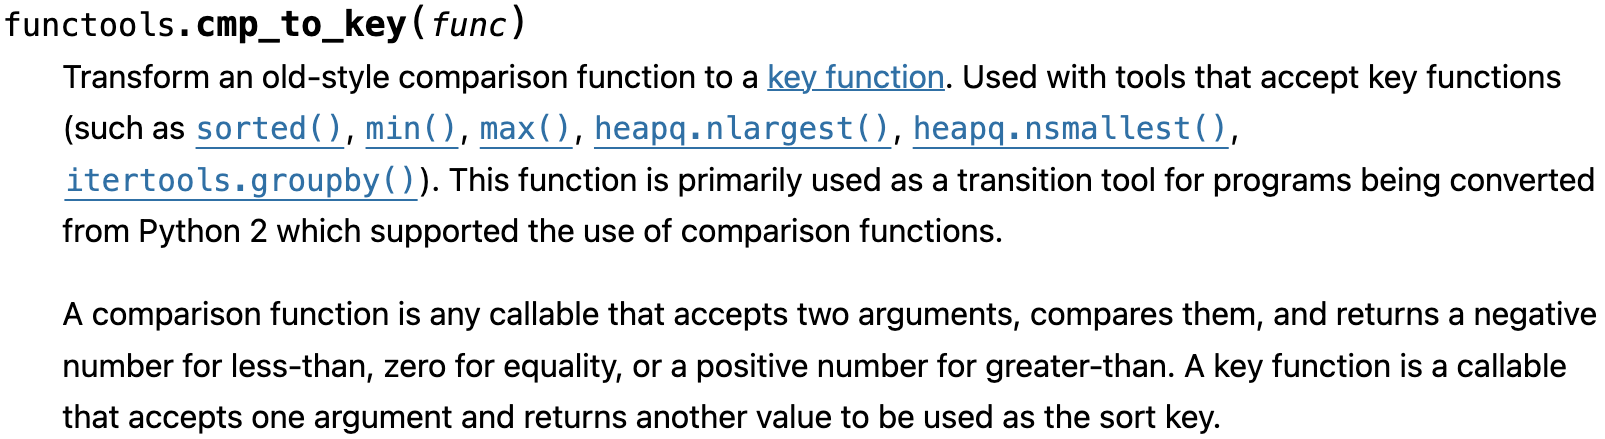 functools.cmp_to_key(func)
Transform an old-style comparison function to a key function. Used with tools that accept key functions
(such as sorted(), min(), max(), heapq.nlargest(), heapq.nsmallest(),
itertools.groupby()). This function is primarily used as a transition tool for programs being converted
from Python 2 which supported the use of comparison functions.
A comparison function is any callable that accepts two arguments, compares them, and returns a negative
number for less-than, zero for equality, or a positive number for greater-than. A key function is a callable
that accepts one argument and returns another value to be used as the sort key.